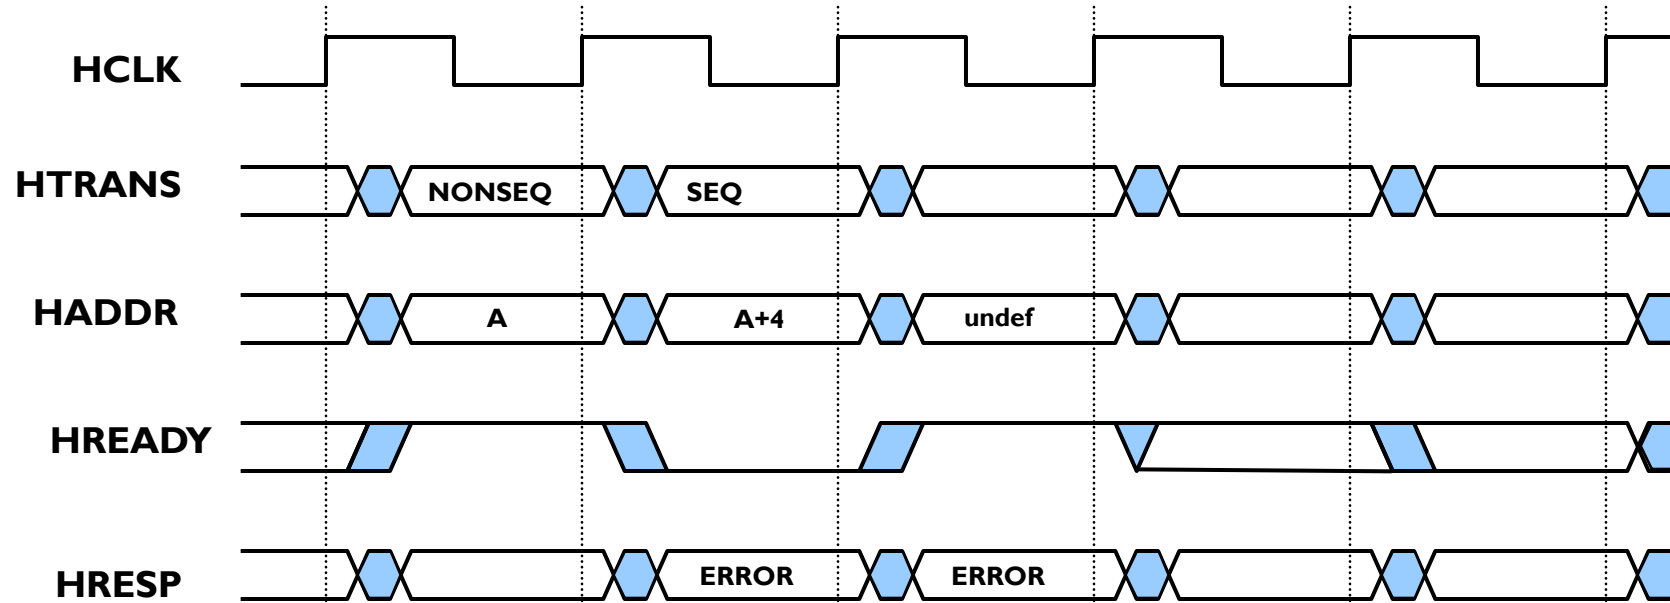 HCLK
HTRANS NONSEQ SEQ
HADDR A A+4 undef
HREADY
HRESP ERROR ERROR